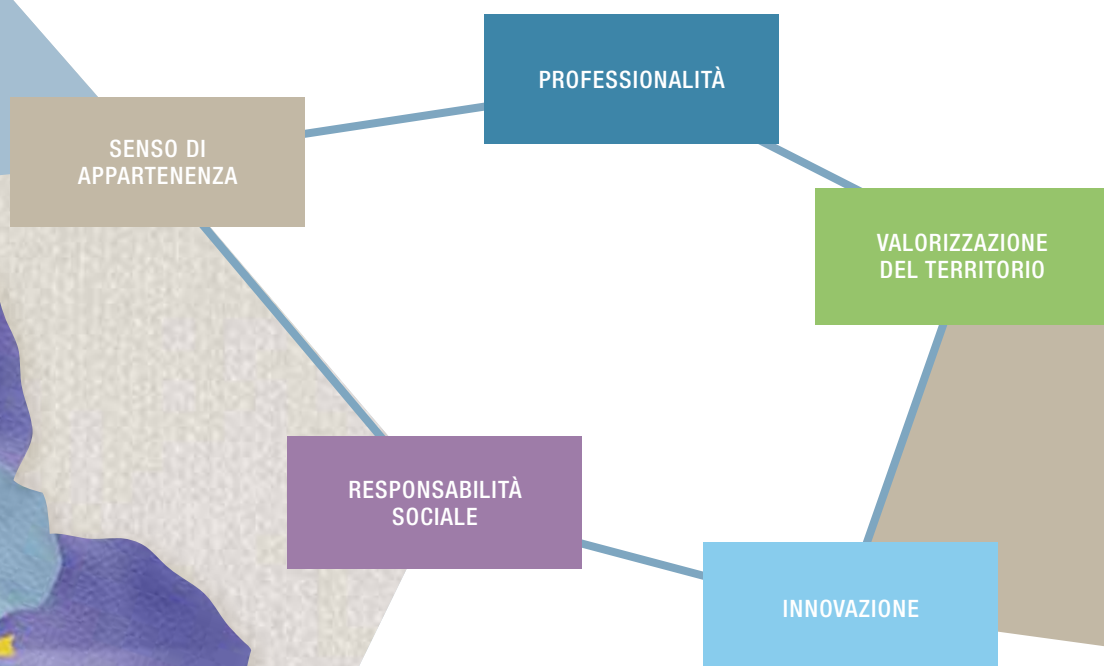 PROFESSIONALITÀ
SENSO DI
APPARTENENZA
VALORIZZAZIONE
DEL TERRITORIO
RESPONSABILITÀ
SOCIALE
INNOVAZIONE